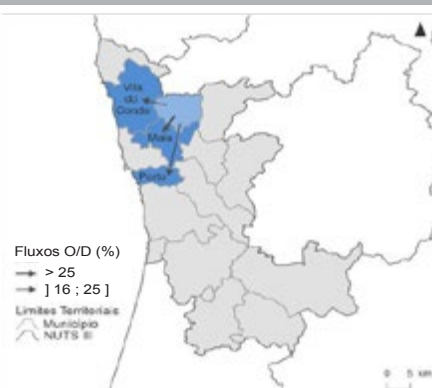 Vila
do
Conde
Maia
Porto
Fluxos O/D (%)
> 25
] 16 ; 25 ]
Limites Territoriais
Município
NUTS III
0 5 km